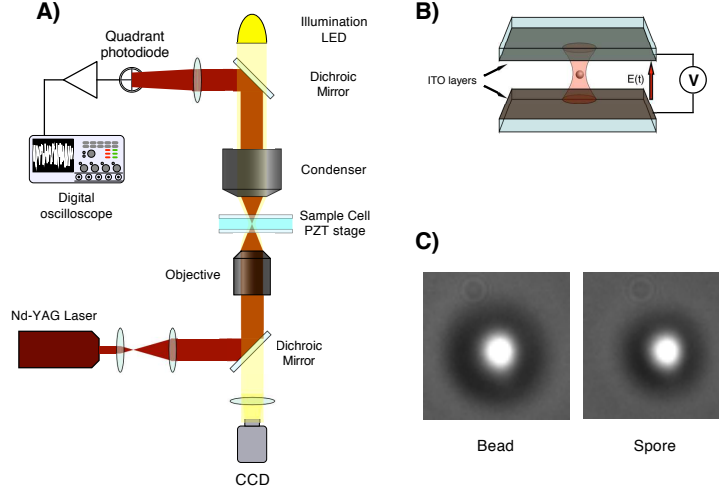 A)
Illumination
LED
Quadrant
photodiode
Dichroic
Mirror
Digital
oscilloscope
Condenser
Sample Cell
PZT stage
Objective
Nd-YAG Laser
Dichroic
Mirror
CCD
B)
ITO layers
E(t)
V
C)
Bead
Spore